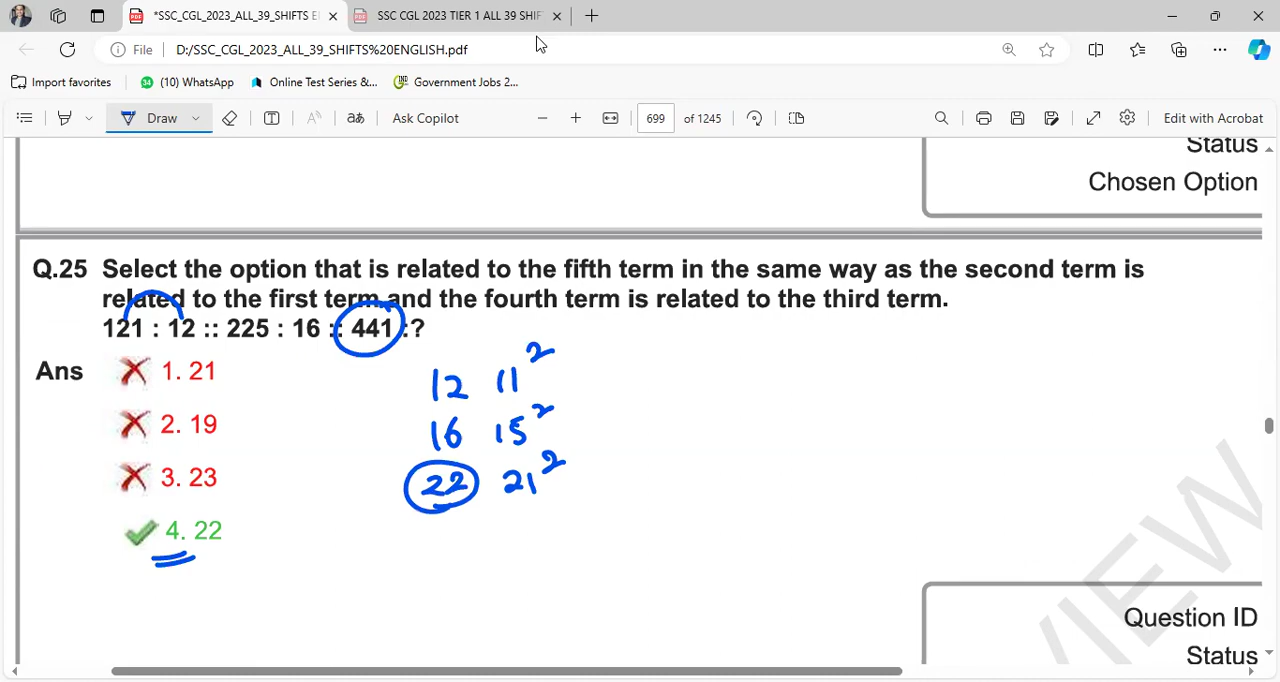 *SSC_CGL_2023_ALL_39_SHIFTS E
SSC CGL 2023 TIER 1 ALL 39 SHIF
File
D:/SSC_CGL_2023_ALL_39_SHIFTS%20ENGLISH.pdf
Import favorites
(10) WhatsApp
Online Test Series &...
Government Jobs 2...
Draw
Ask Copilot
699 of 1245
Edit with Acrobat
Status
Chosen Option
Q.25 Select the option that is related to the fifth term in the same way as the second term is
related to the first term and the fourth term is related to the third term.
121 : 12 :: 225 : 16 :: 441 :?
Ans
1. 21
2. 19
3. 23
4. 22
12 11²
16 15²
22 21²
VIEW
Question ID
Status